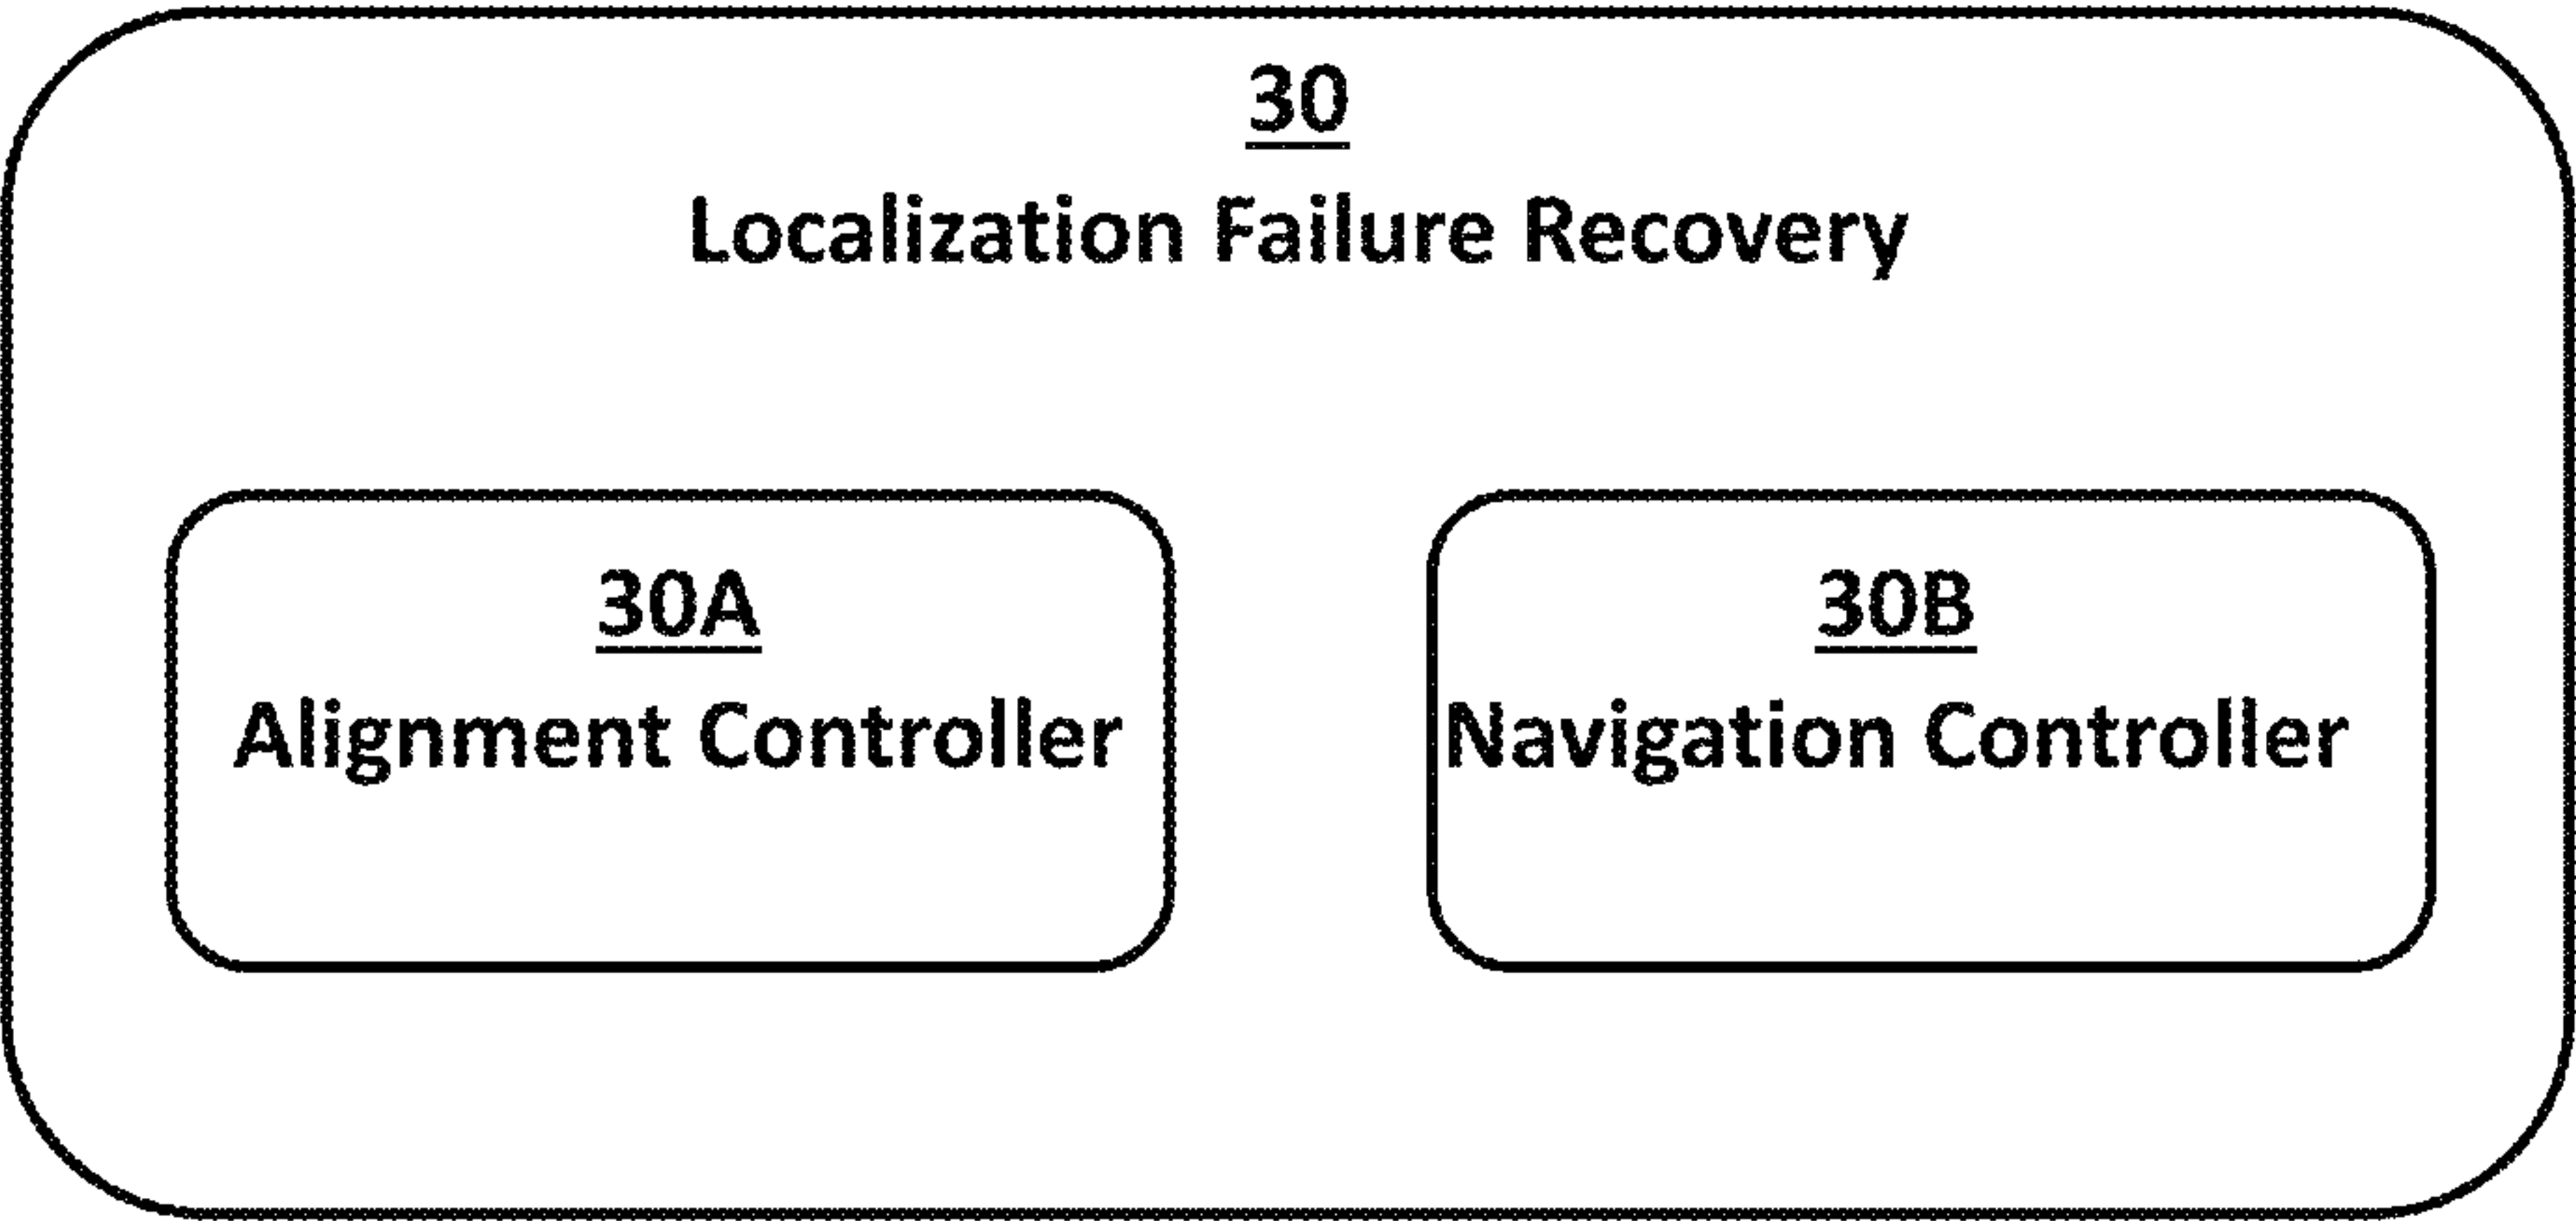 30
Localization Failure Recovery
30A
Alignment Controller
30B
Navigation Controller